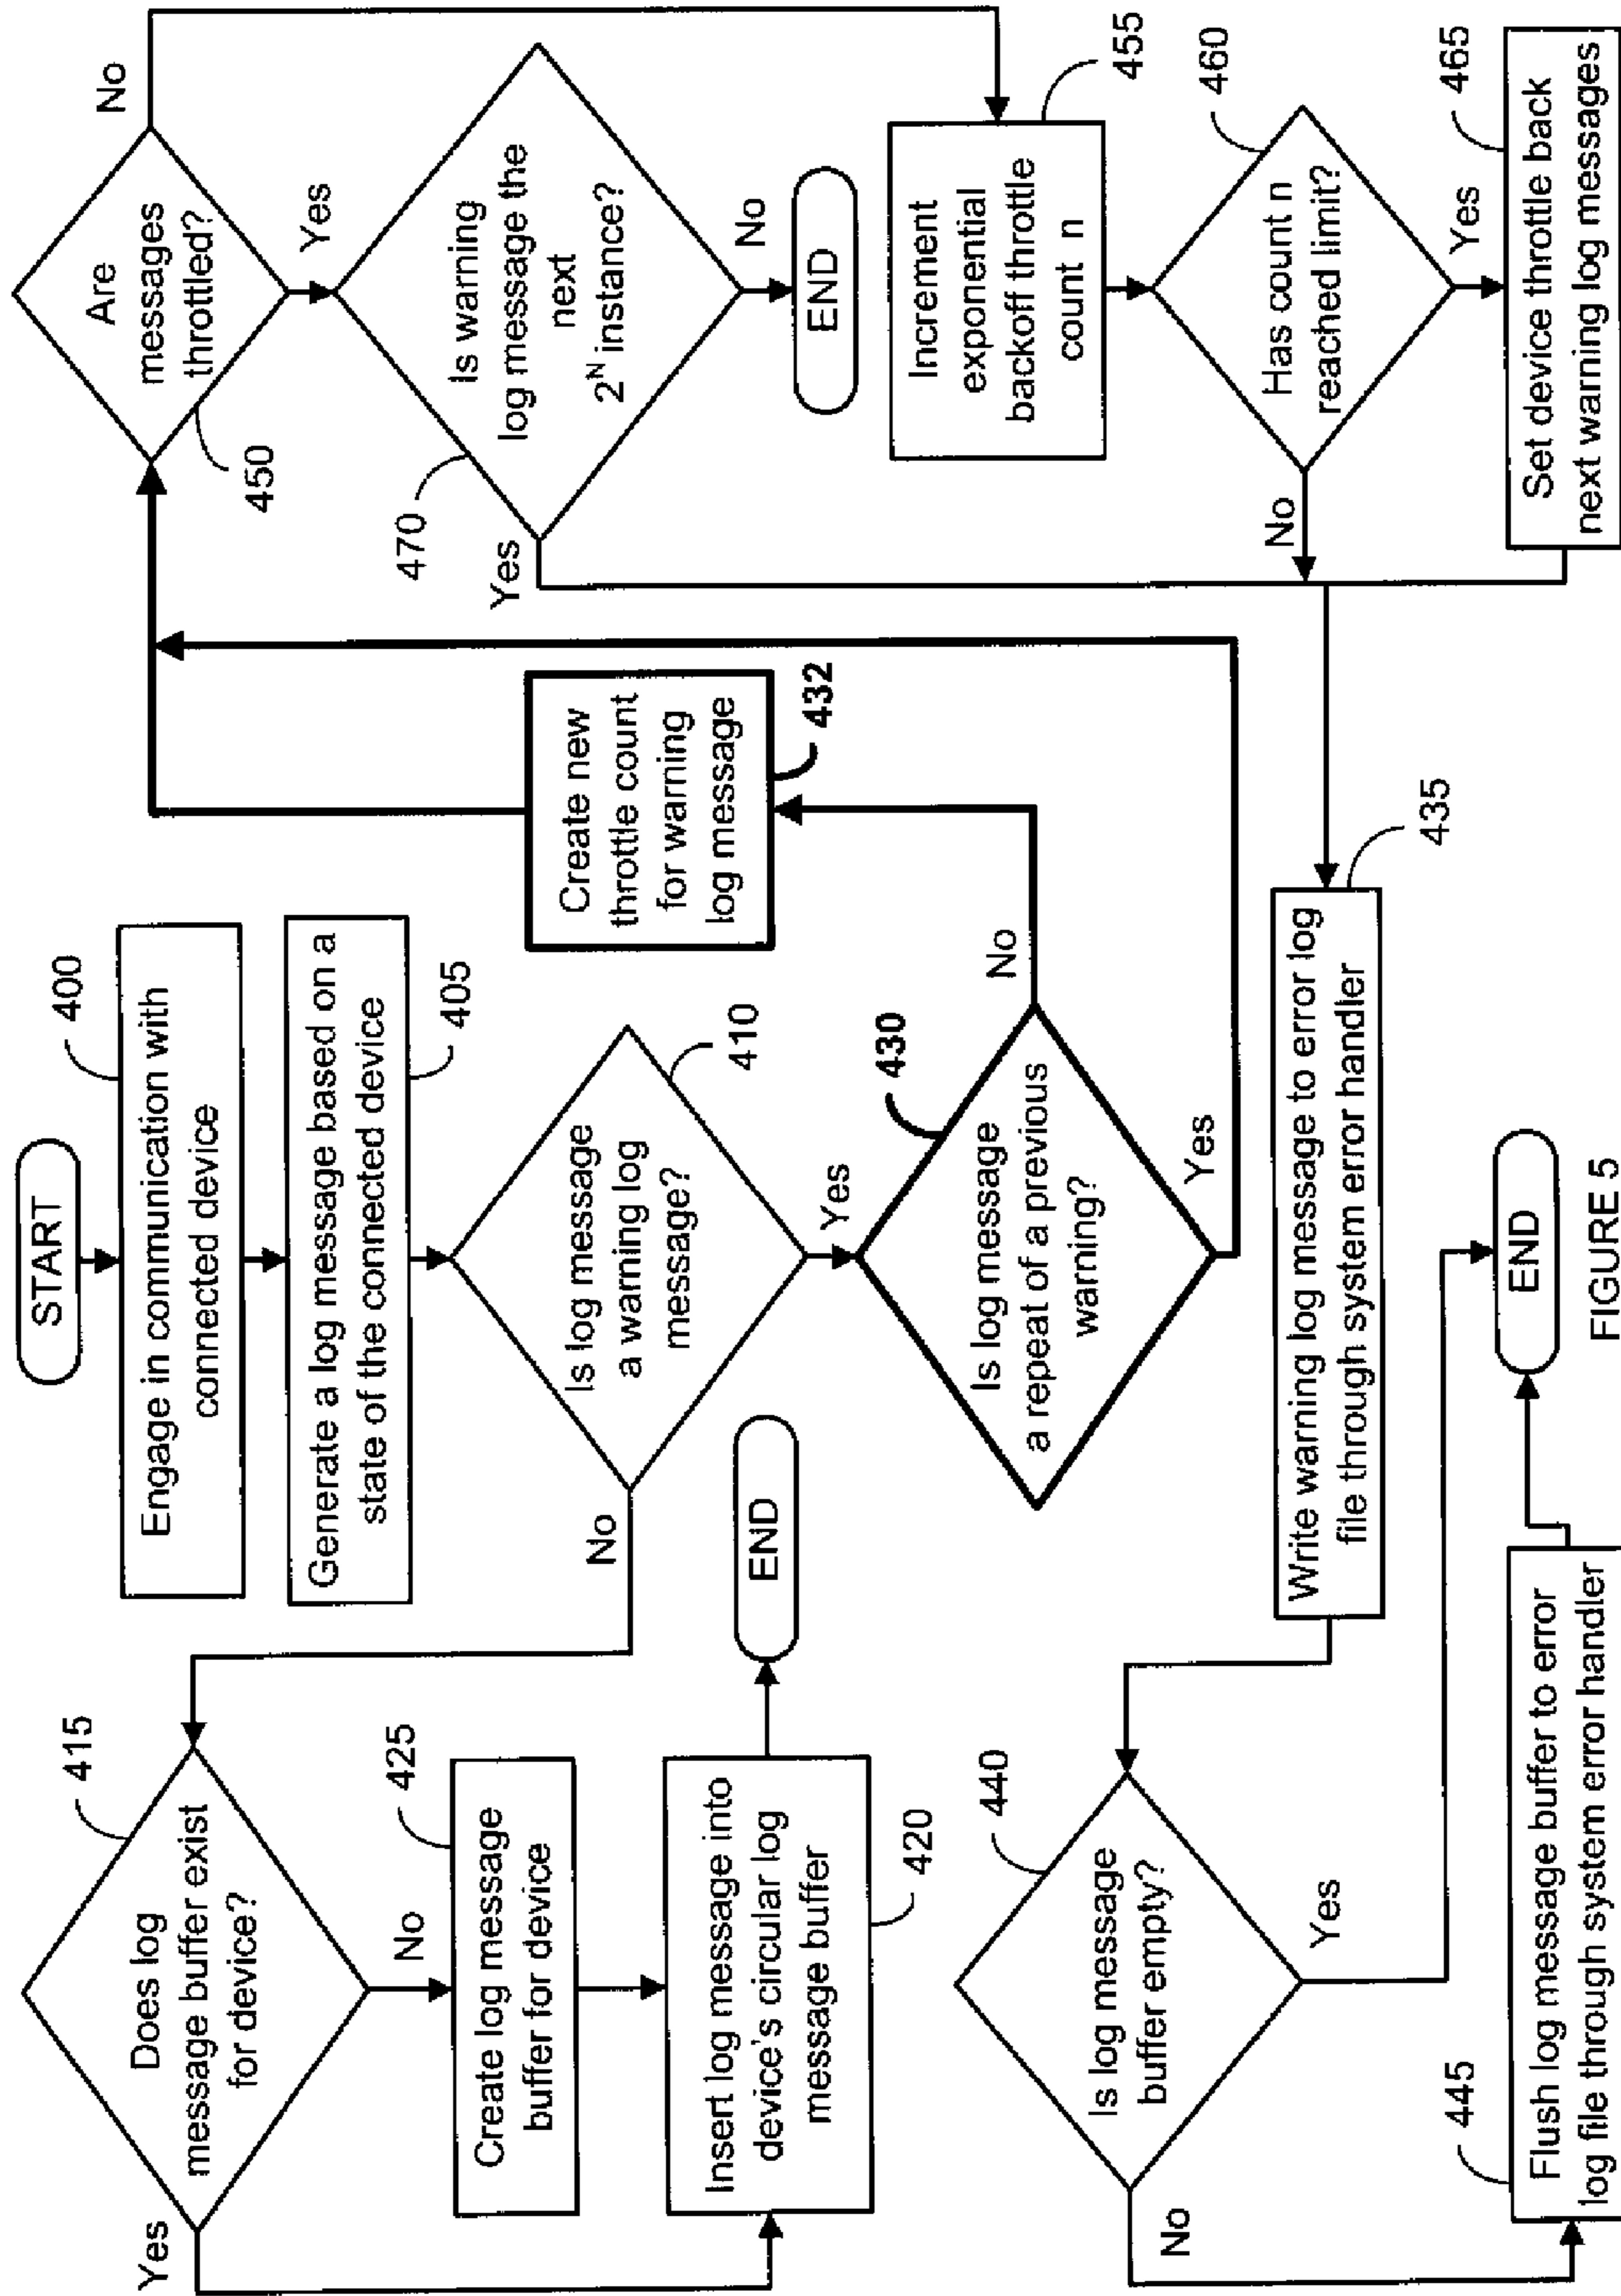 START
400
Engage in communication with
connected device
Generate a log message based on a
state of the connected device
405
Is log message
a warning log
message?
410
No
Yes
415
Does log
message buffer exist
for device?
Yes
No
425
Create log message
buffer for device
Insert log message into
device's circular log
message buffer
420
END
430
Is log message
a repeat of a previous
warning?
No
Yes
Create new
throttle count
for warning
log message
432
Are
messages
throttled?
450
No
Yes
470
Is warning
log message the
next
2^N instance?
Yes
No
END
Increment
exponential
backoff throttle
count n
455
460
Has count n
reached limit?
No
Yes
465
Set device throttle back
next warning log messages
Write warning log message to error log
file through system error handler
435
440
Is log message
buffer empty?
No
Yes
445
Flush log message buffer to error
log file through system error handler
END
FIGURE 5